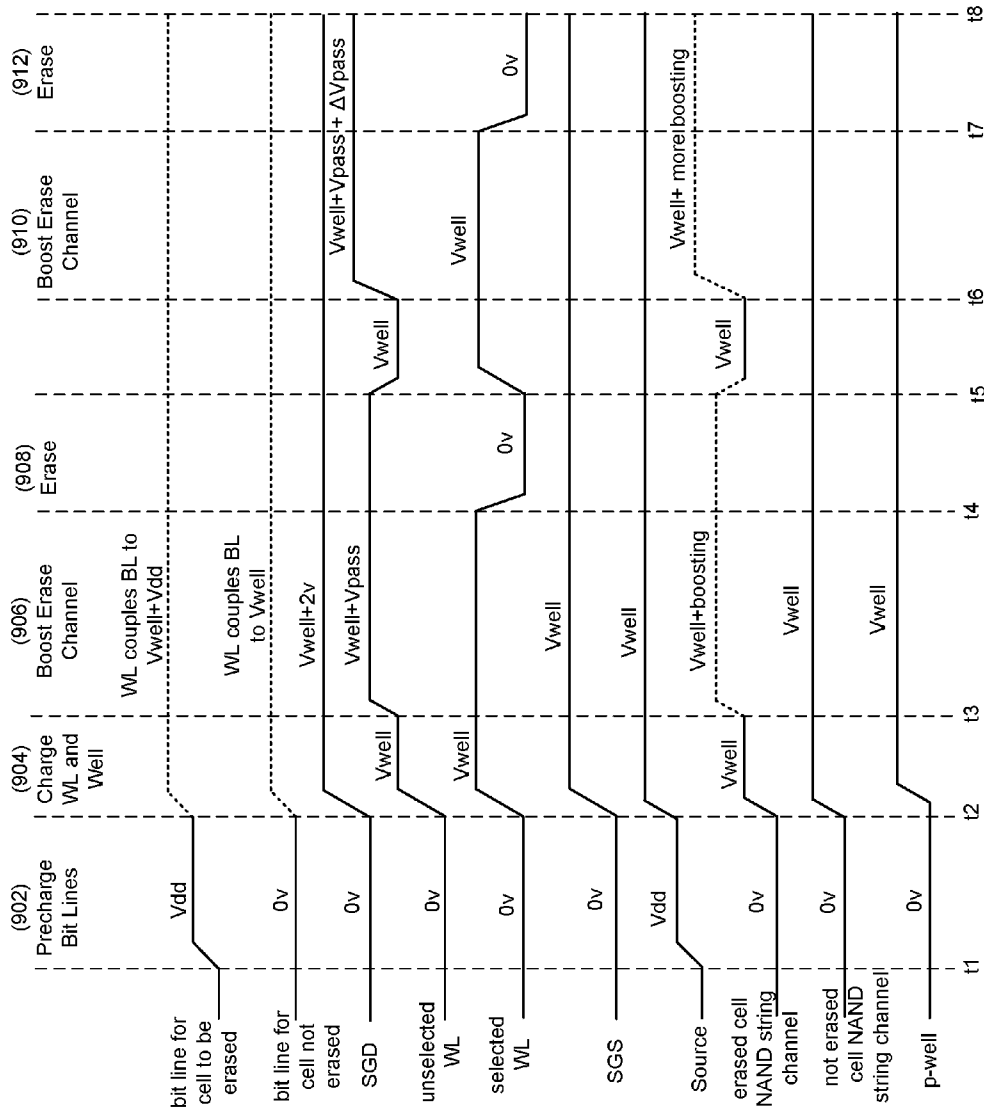 (902)
Precharge
Bit Lines
(904)
Charge
WL and
Well
(906)
Boost Erase
Channel
(908)
Erase
(910)
Boost Erase
Channel
(912)
Erase
bit line for
cell to be
erased
Vdd
WL couples BL to
Vwell+Vdd
bit line for
cell not
erased
0v
WL couples BL
to Vwell
SGD
0v
Vwell+2v
unselected
WL
0v
Vwell
Vwell+Vpass
Vwell
Vwell+Vpass + ΔVpass
selected
WL
0v
Vwell
0v
Vwell
0v
SGS
0v
Vwell
Source
Vdd
Vwell
erased cell
NAND string
channel
0v
Vwell
Vwell+boosting
Vwell
Vwell+ more boosting
not erased
cell NAND
string channel
0v
Vwell
p-well
0v
Vwell
t1
t2
t3
t4
t5
t6
t7
t8